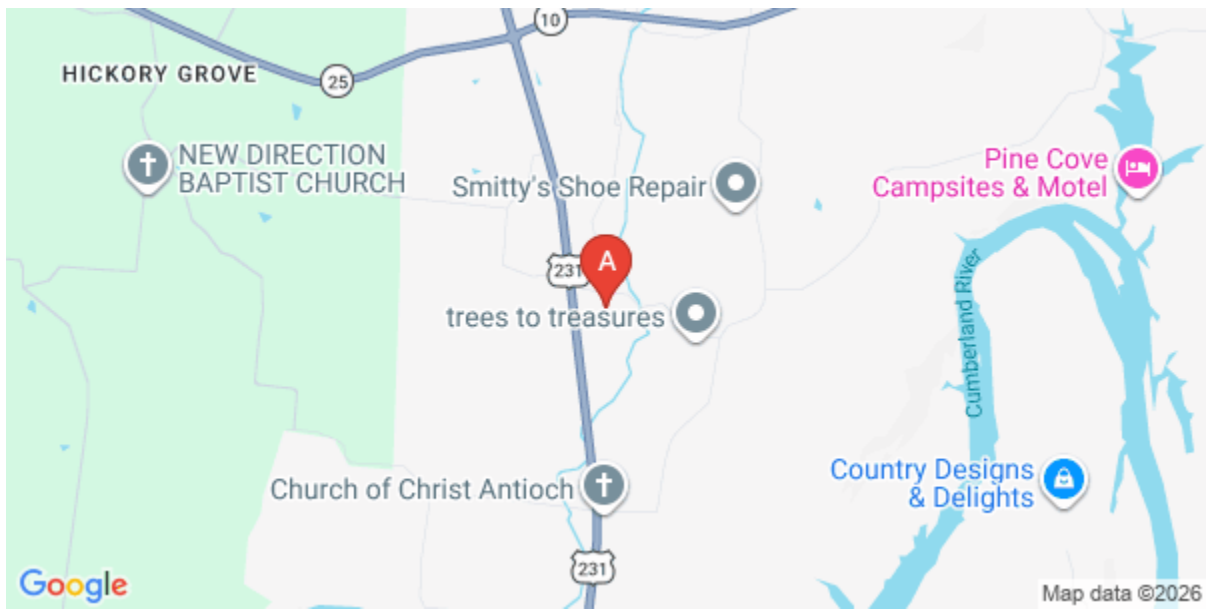 10
HICKORY GROVE
25
NEW DIRECTION
BAPTIST CHURCH
Smitty's Shoe Repair
Pine Cove
Campsites & Motel
231
A
trees to treasures
Cumberland River
Church of Christ Antioch
Country Designs
& Delights
231
Google
Map data ©2026